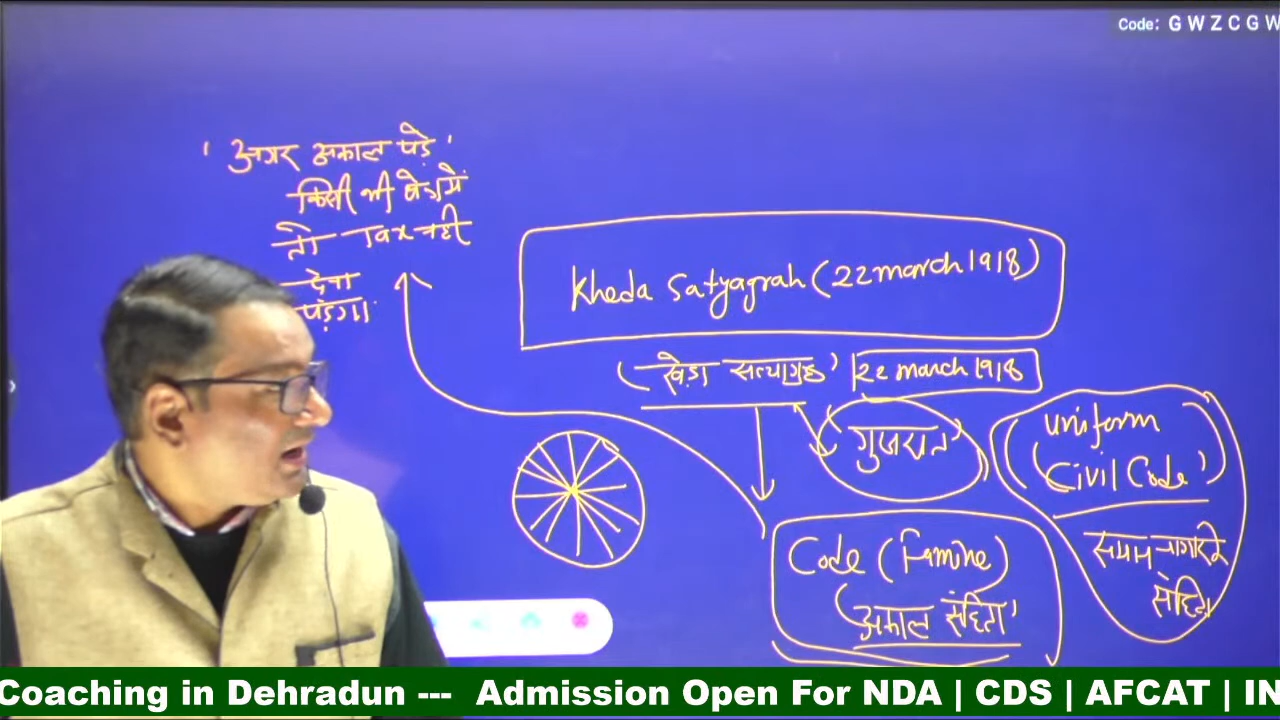 Code: G W Z C G W
' अगर अकाल पड़े '
किसी भी क्षेत्र में
तो Tax नही
देना
पड़ेगा
Kheda Satyagrah (22 march 1918)
( खेड़ा सत्याग्रह ' 22 march 1918
गुजरात
uniform
Civil Code '
समान नागरिक
संहिता
Code (Famine)
अकाल संहिता '
Coaching in Dehradun --- Admission Open For NDA | CDS | AFCAT | IN